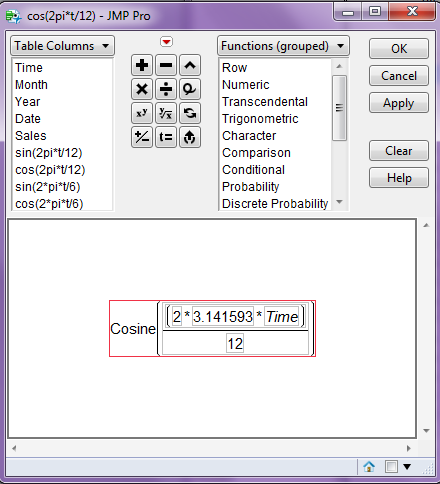 cos(2pi*t/12) - JMP Pro
Table Columns
Functions (grouped)
OK
Cancel
Apply
Clear
Help
Time
Month
Year
Date
Sales
sin(2pi*t/12)
cos(2pi*t/12)
sin(2*pi*t/6)
cos(2*pi*t/6)
xʸ
ʸ√x
+/-
t=
Row
Numeric
Transcendental
Trigonometric
Character
Comparison
Conditional
Probability
Discrete Probability
Cosine((2*3.141593*Time)
12)